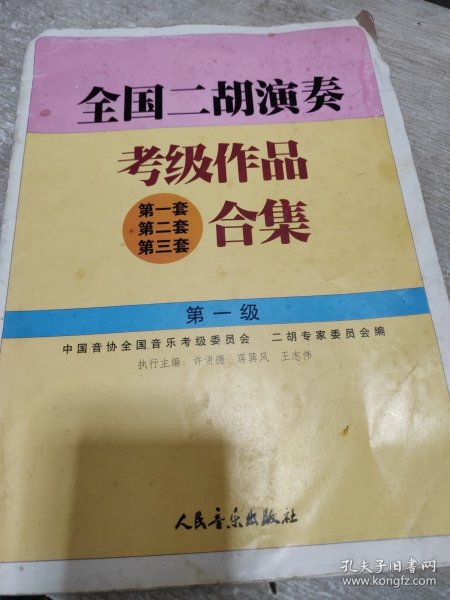 全国二胡演奏
考级作品
第一套
第二套
第三套
合集
第一级
中国音协全国音乐考级委员会 二胡专家委员会编
执行主编：许讲德 蒋巽风 王志伟
人民音乐出版社
孔夫子旧书网
www.kongfz.com